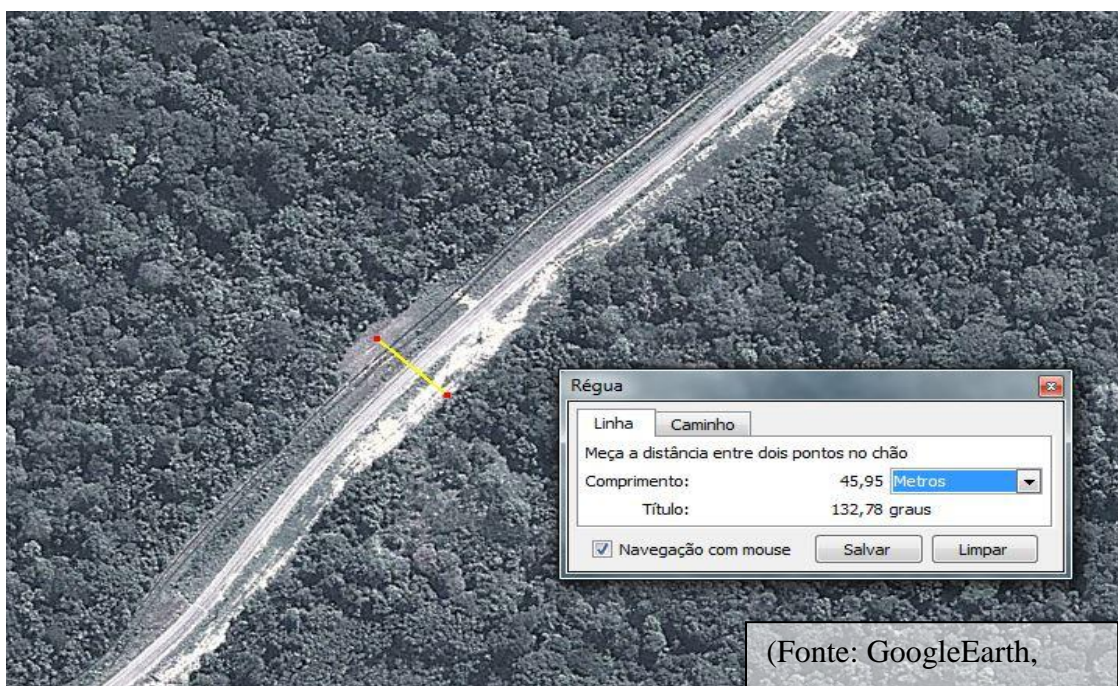 Régua
Linha Caminho
Meça a distância entre dois pontos no chão
Comprimento: 45,95 Metros
Título: 132,78 graus
Navegação com mouse Salvar Limpar
(Fonte: GoogleEarth,